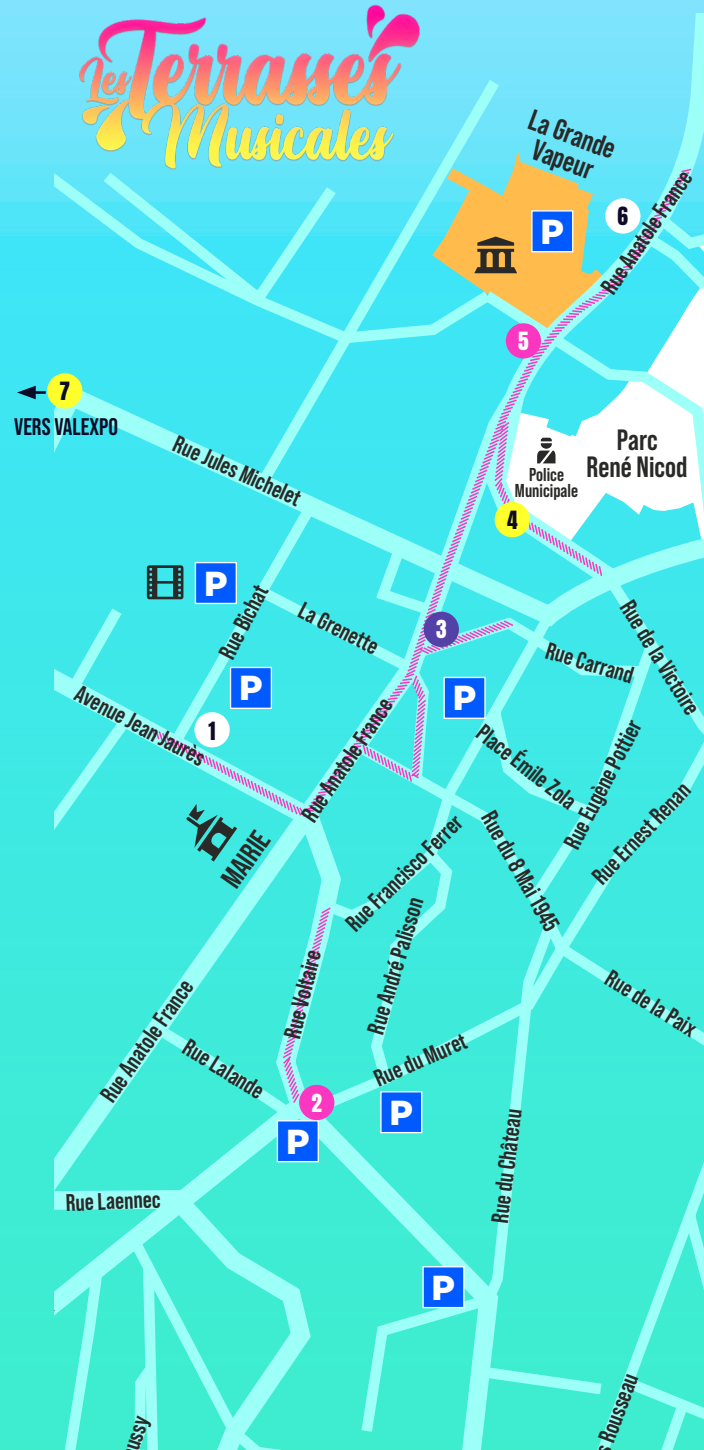 Les Terrasses
Musicales
La Grande
Vapeur
P
6
Rue Anatole France
5
7
VERS VALEXPO
Rue Jules Michelet
Police
Municipale
Parc
René Nicod
4
P
Rue Bichat
La Grenette
3
Rue Carrand
Rue de la Victoire
P
P
Avenue Jean Jaurès
1
Rue Anatole France
Place Émile Zola
Rue Eugène Pottier
Rue Ernest Renan
MAIRIE
Rue Francisco Ferrer
Rue du 8 Mai 1945
Rue André Palisson
Rue Voltaire
Rue de la Paix
Rue Anatole France
Rue Lalande
Rue du Muret
2
P
P
Rue du Château
Rue Laennec
P
Rousseau